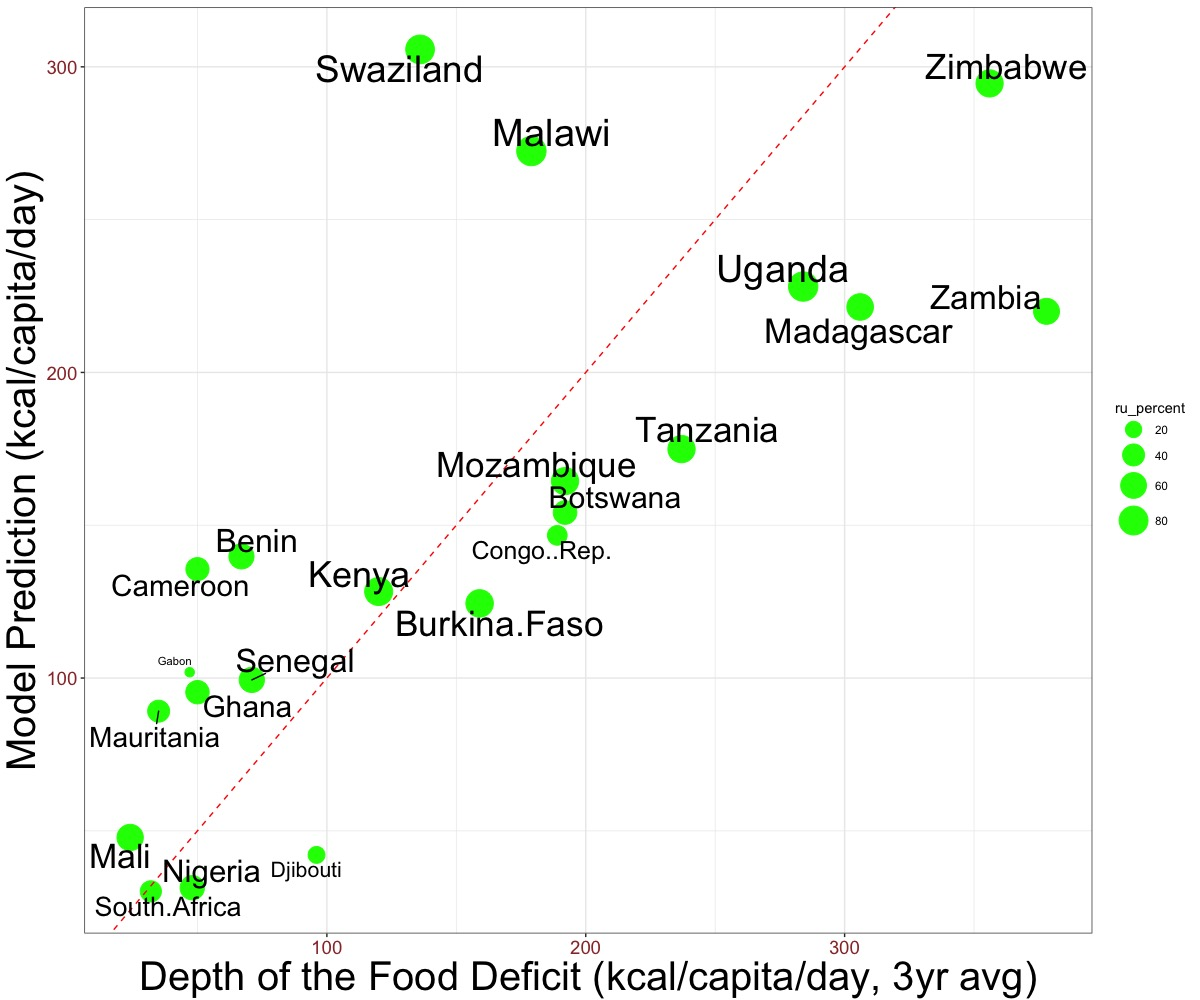 Model Prediction (kcal/capita/day)
300
200
100
Swaziland
Zimbabwe
Malawi
Uganda
Zambia
Madagascar
Tanzania
Mozambique
Botswana
Congo..Rep.
Benin
Cameroon
Kenya
Burkina.Faso
Gabon
Senegal
Ghana
Mauritania
Mali
Nigeria
Djibouti
South.Africa
100
200
300
Depth of the Food Deficit (kcal/capita/day, 3yr avg)
ru_percent
20
40
60
80